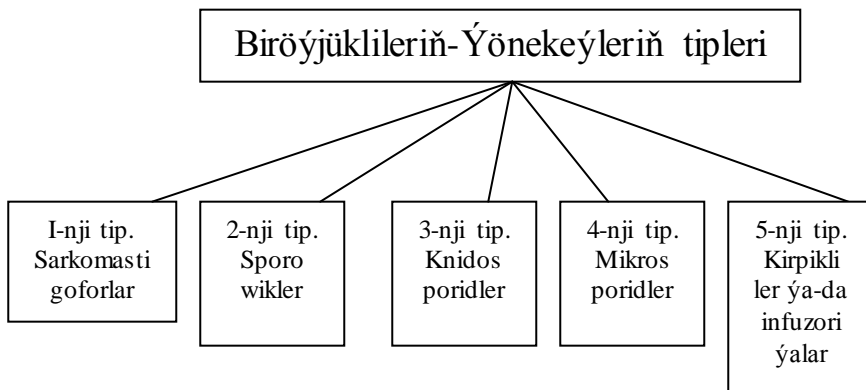 Biröýjüklileriň-Ýönekeýleriň tipleri
I-nji tip.
Sarkomasti
goforlar
2-nji tip.
Sporo
wikler
3-nji tip.
Knidos
poridler
4-nji tip.
Mikros
poridler
5-nji tip.
Kirpikli
ler ýa-da
infuzori
ýalar